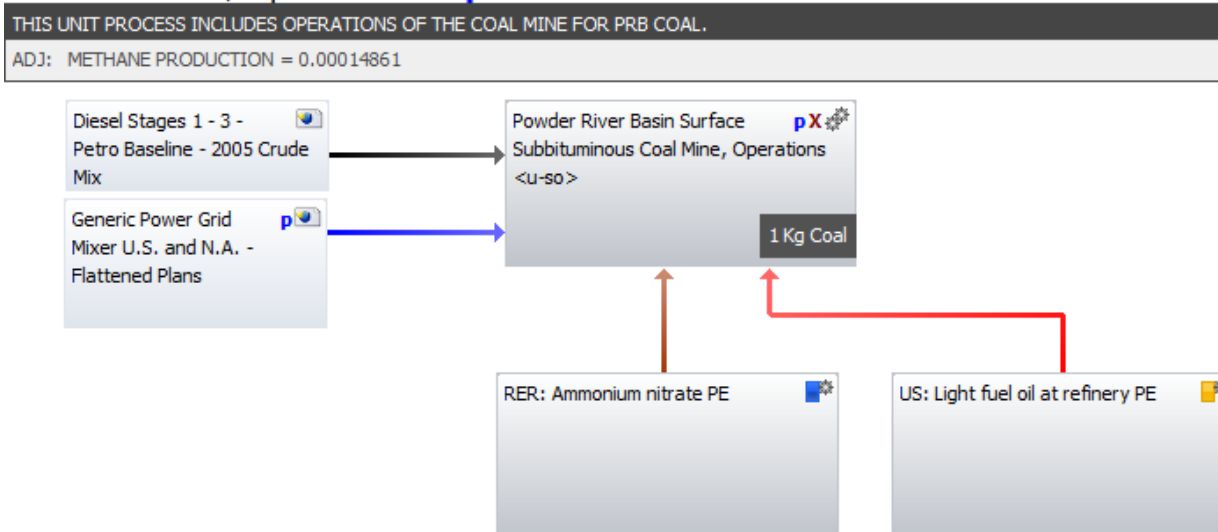 THIS UNIT PROCESS INCLUDES OPERATIONS OF THE COAL MINE FOR PRB COAL.
ADJ: METHANE PRODUCTION = 0.00014861
Diesel Stages 1 - 3 -
Petro Baseline - 2005 Crude
Mix
Powder River Basin Surface pX
Subbituminous Coal Mine, Operations
<u-so>
1 Kg Coal
Generic Power Grid p
Mixer U.S. and N.A. -
Flattened Plans
RER: Ammonium nitrate PE
US: Light fuel oil at refinery PE